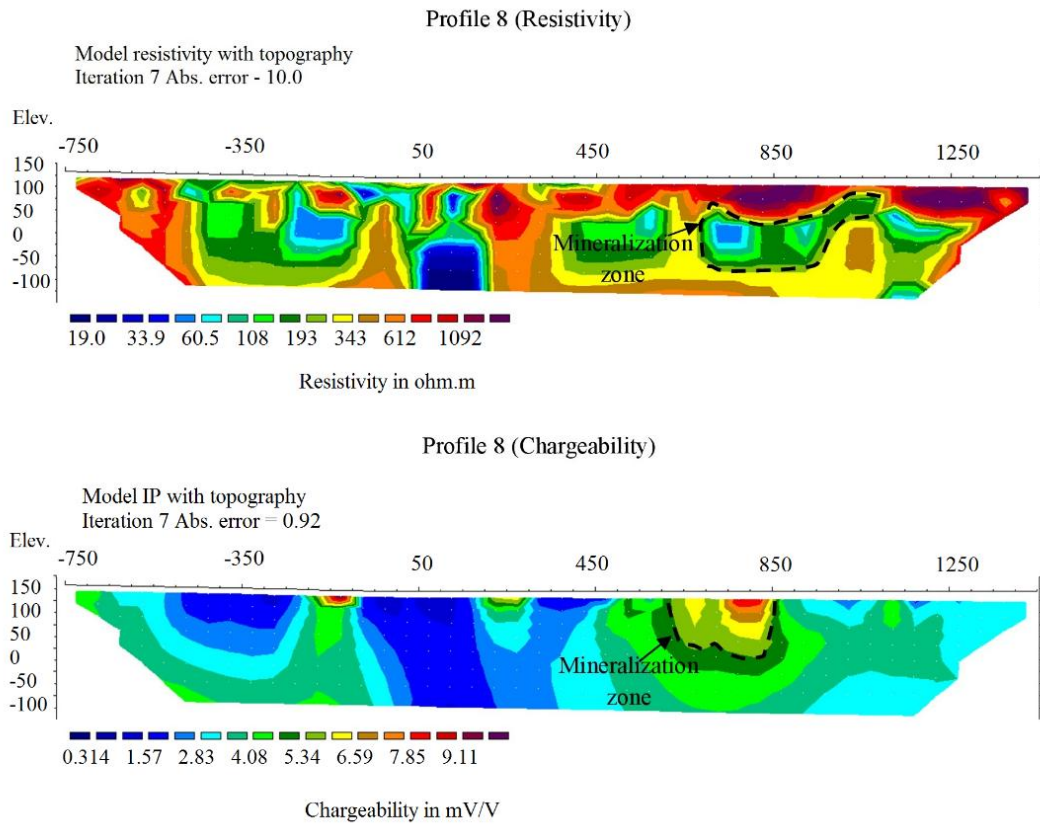 Profile 8 (Resistivity)
Model resistivity with topography
Iteration 7 Abs. error - 10.0
Elev.
-750 -350 50 450 850 1250
150
100
50
0
-50
-100
Mineralization
zone
19.0 33.9 60.5 108 193 343 612 1092
Resistivity in ohm.m
Profile 8 (Chargeability)
Model IP with topography
Iteration 7 Abs. error = 0.92
Elev.
-750 -350 50 450 850 1250
150
100
50
0
-50
-100
Mineralization
zone
0.314 1.57 2.83 4.08 5.34 6.59 7.85 9.11
Chargeability in mV/V